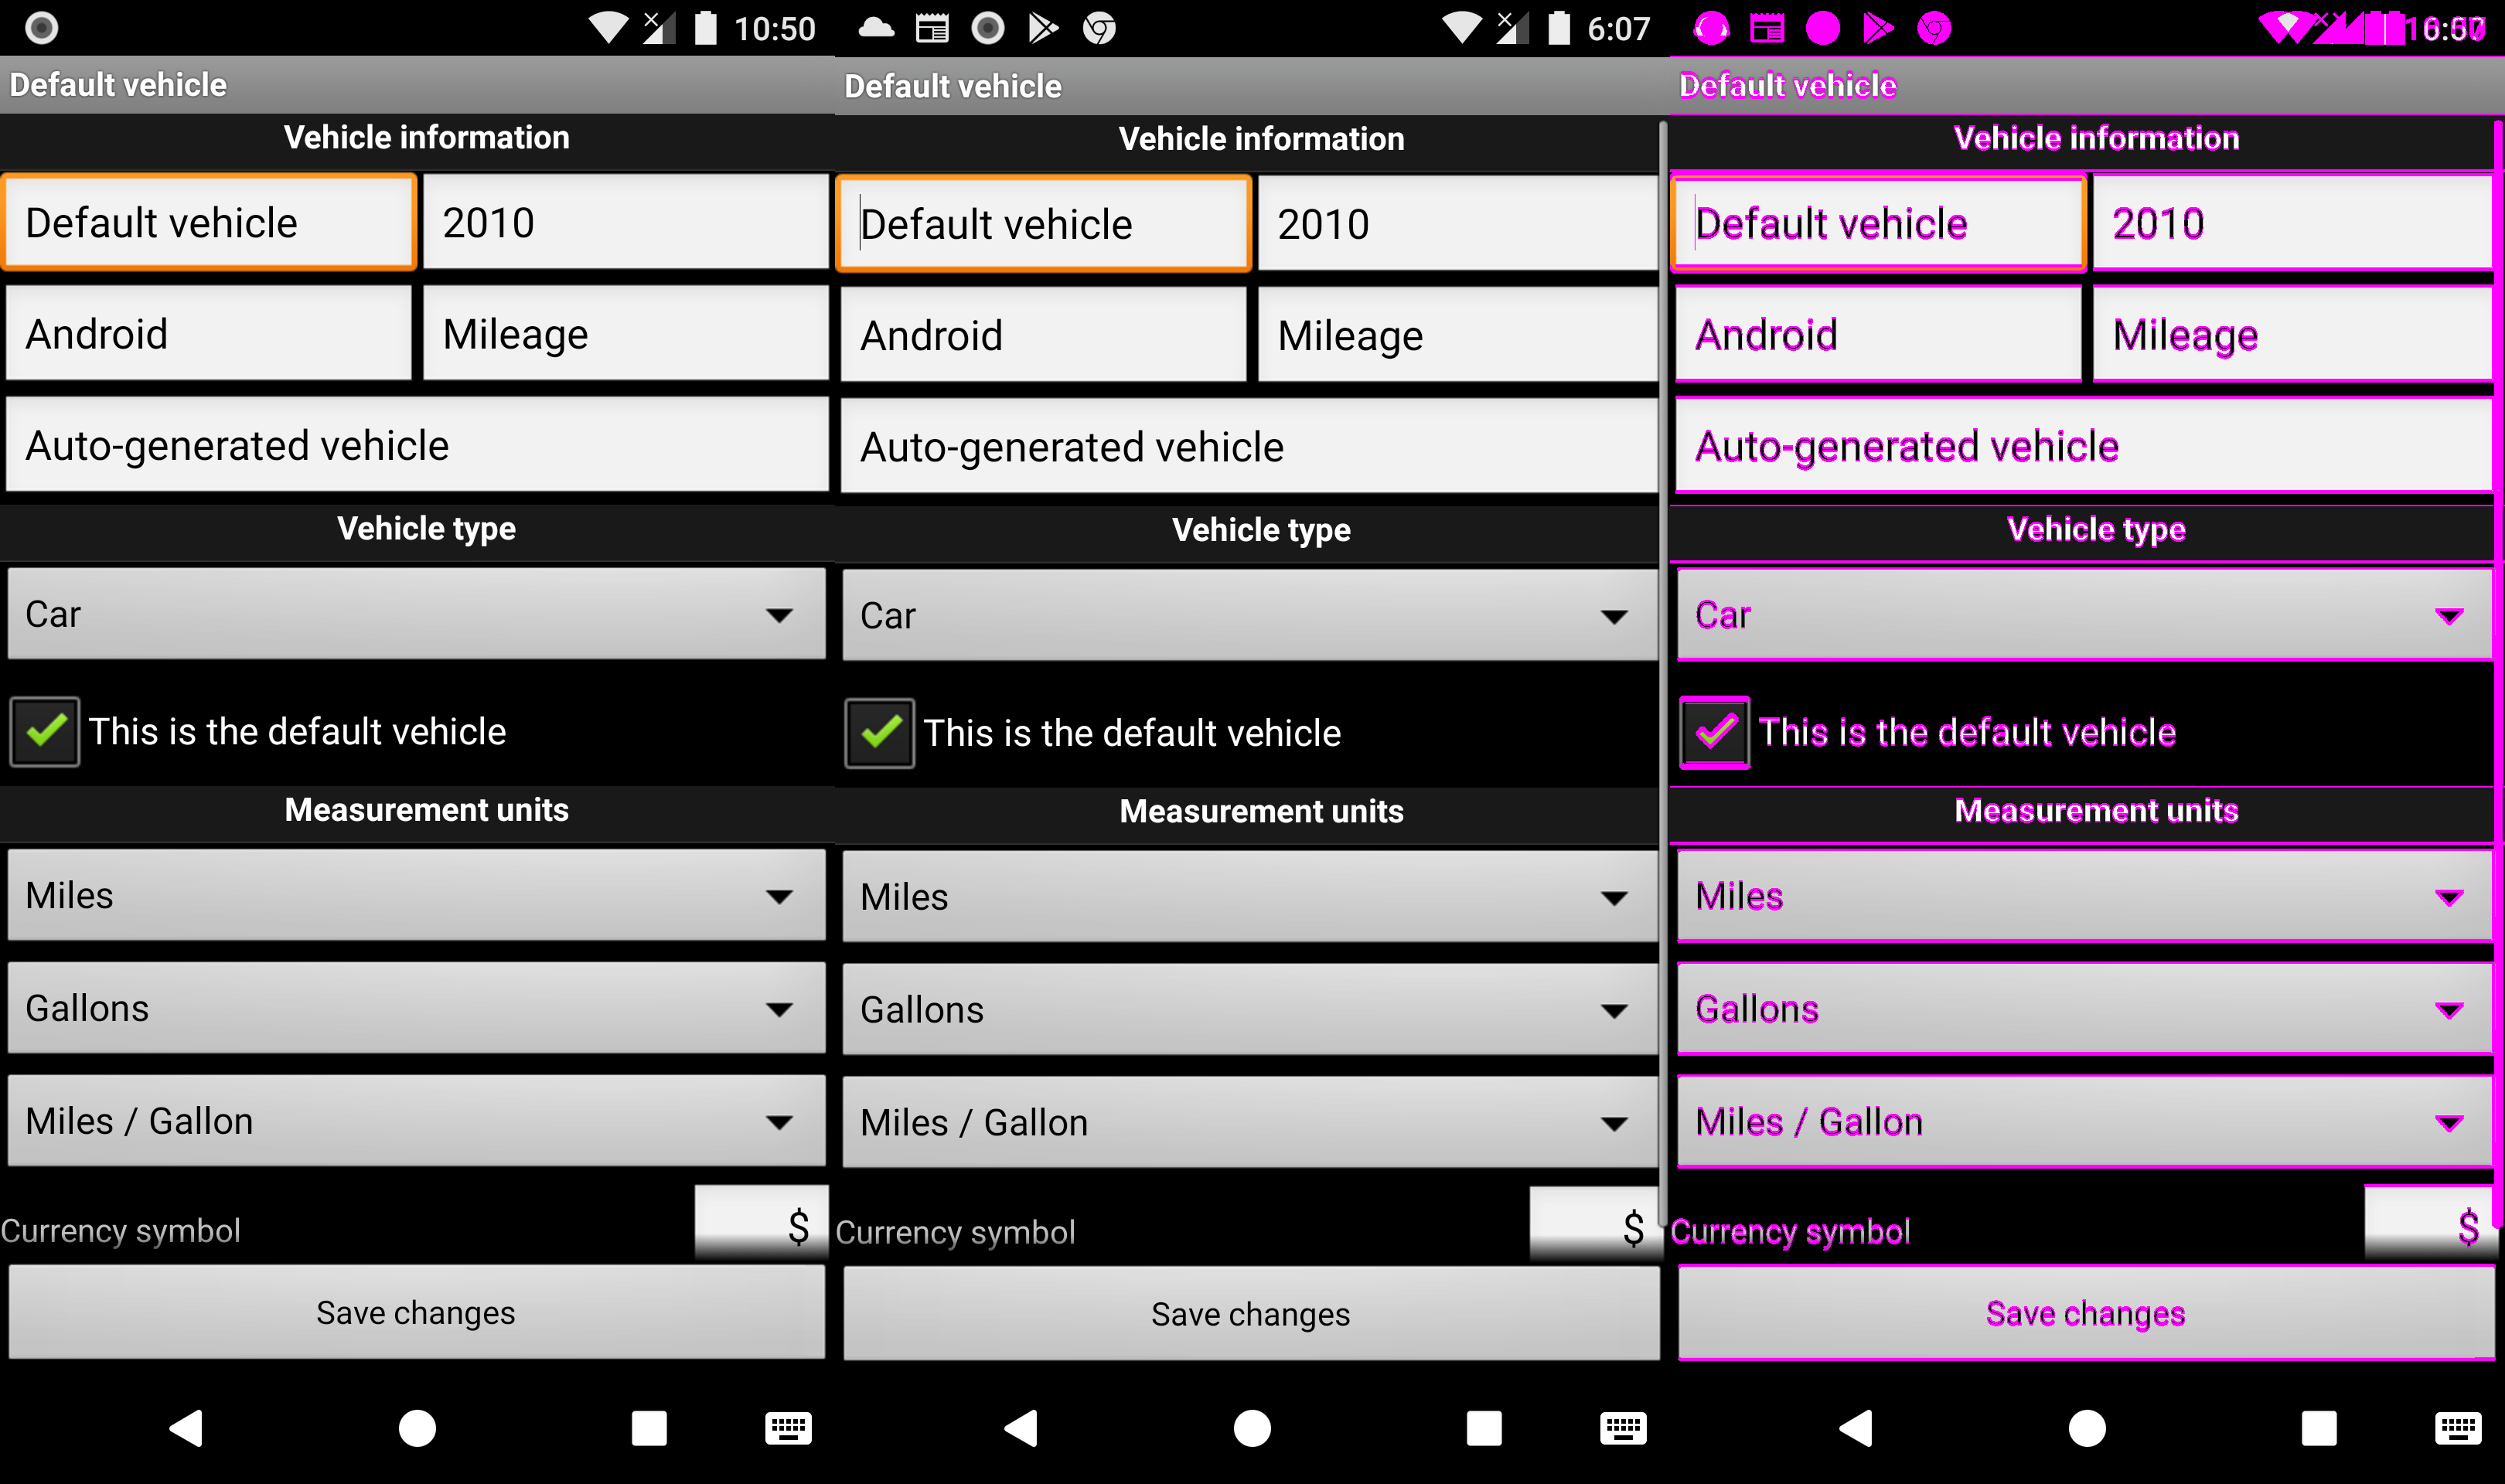 10:50
Default vehicle
Vehicle information
Default vehicle 2010
Android Mileage
Auto-generated vehicle
Vehicle type
Car
This is the default vehicle
Measurement units
Miles
Gallons
Miles / Gallon
Currency symbol $
Save changes
6:07
Default vehicle
Vehicle information
Default vehicle 2010
Android Mileage
Auto-generated vehicle
Vehicle type
Car
This is the default vehicle
Measurement units
Miles
Gallons
Miles / Gallon
Currency symbol $
Save changes
Default vehicle
Vehicle information
Default vehicle 2010
Android Mileage
Auto-generated vehicle
Vehicle type
Car
This is the default vehicle
Measurement units
Miles
Gallons
Miles / Gallon
Currency symbol $
Save changes